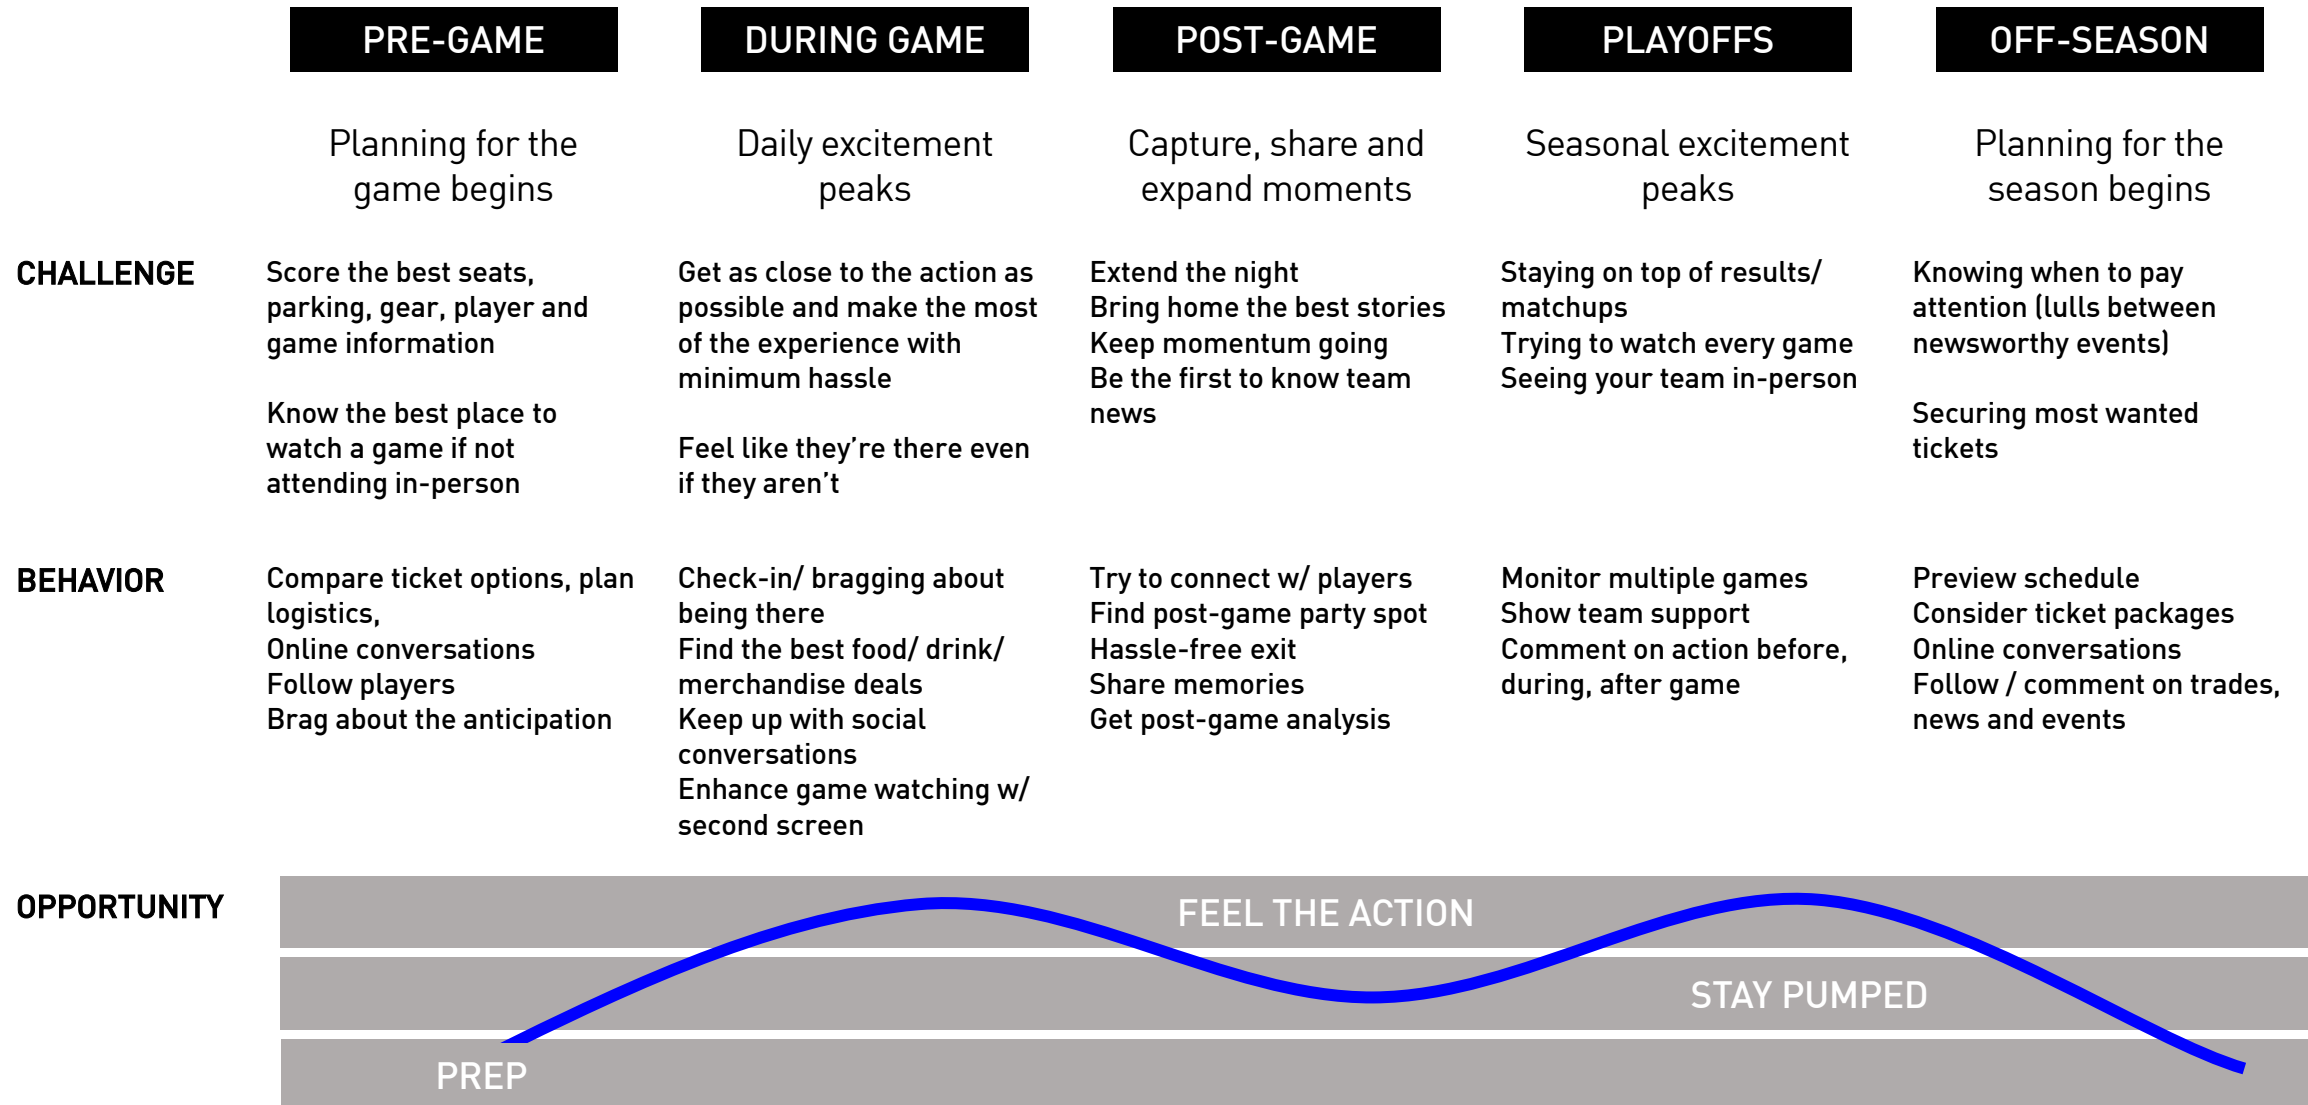 PRE-GAME
DURING GAME
POST-GAME
PLAYOFFS
OFF-SEASON
Planning for the
game begins
Daily excitement
peaks
Capture, share and
expand moments
Seasonal excitement
peaks
Planning for the
season begins
CHALLENGE
Score the best seats,
parking, gear, player and
game information
Know the best place to
watch a game if not
attending in-person
Get as close to the action as
possible and make the most
of the experience with
minimum hassle
Feel like they’re there even
if they aren’t
Extend the night
Bring home the best stories
Keep momentum going
Be the first to know team
news
Staying on top of results/
matchups
Trying to watch every game
Seeing your team in-person
Knowing when to pay
attention (lulls between
newsworthy events)
Securing most wanted
tickets
BEHAVIOR
Compare ticket options, plan
logistics,
Online conversations
Follow players
Brag about the anticipation
Check-in/ bragging about
being there
Find the best food/ drink/
merchandise deals
Keep up with social
conversations
Enhance game watching w/
second screen
Try to connect w/ players
Find post-game party spot
Hassle-free exit
Share memories
Get post-game analysis
Monitor multiple games
Show team support
Comment on action before,
during, after game
Preview schedule
Consider ticket packages
Online conversations
Follow / comment on trades,
news and events
OPPORTUNITY
FEEL THE ACTION
STAY PUMPED
PREP